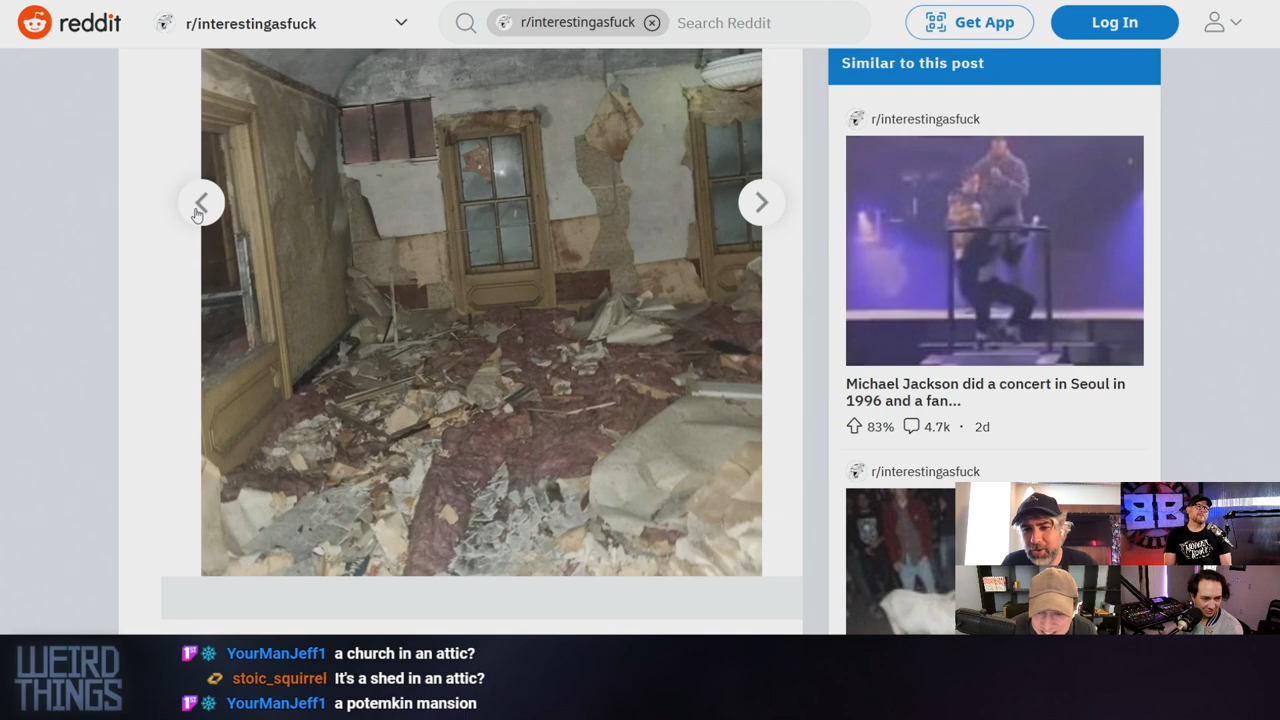 reddit
r/interestingasfuck
r/interestingasfuck
Search Reddit
Get App
Log In
Similar to this post
r/interestingasfuck
Michael Jackson did a concert in Seoul in
1996 and a fan...
83%
4.7k
·
2d
r/interestingasfuck
BB
WEIRD
THINGS
YourManJeff1 a church in an attic?
stoic_squirrel It's a shed in an attic?
YourManJeff1 a potemkin mansion